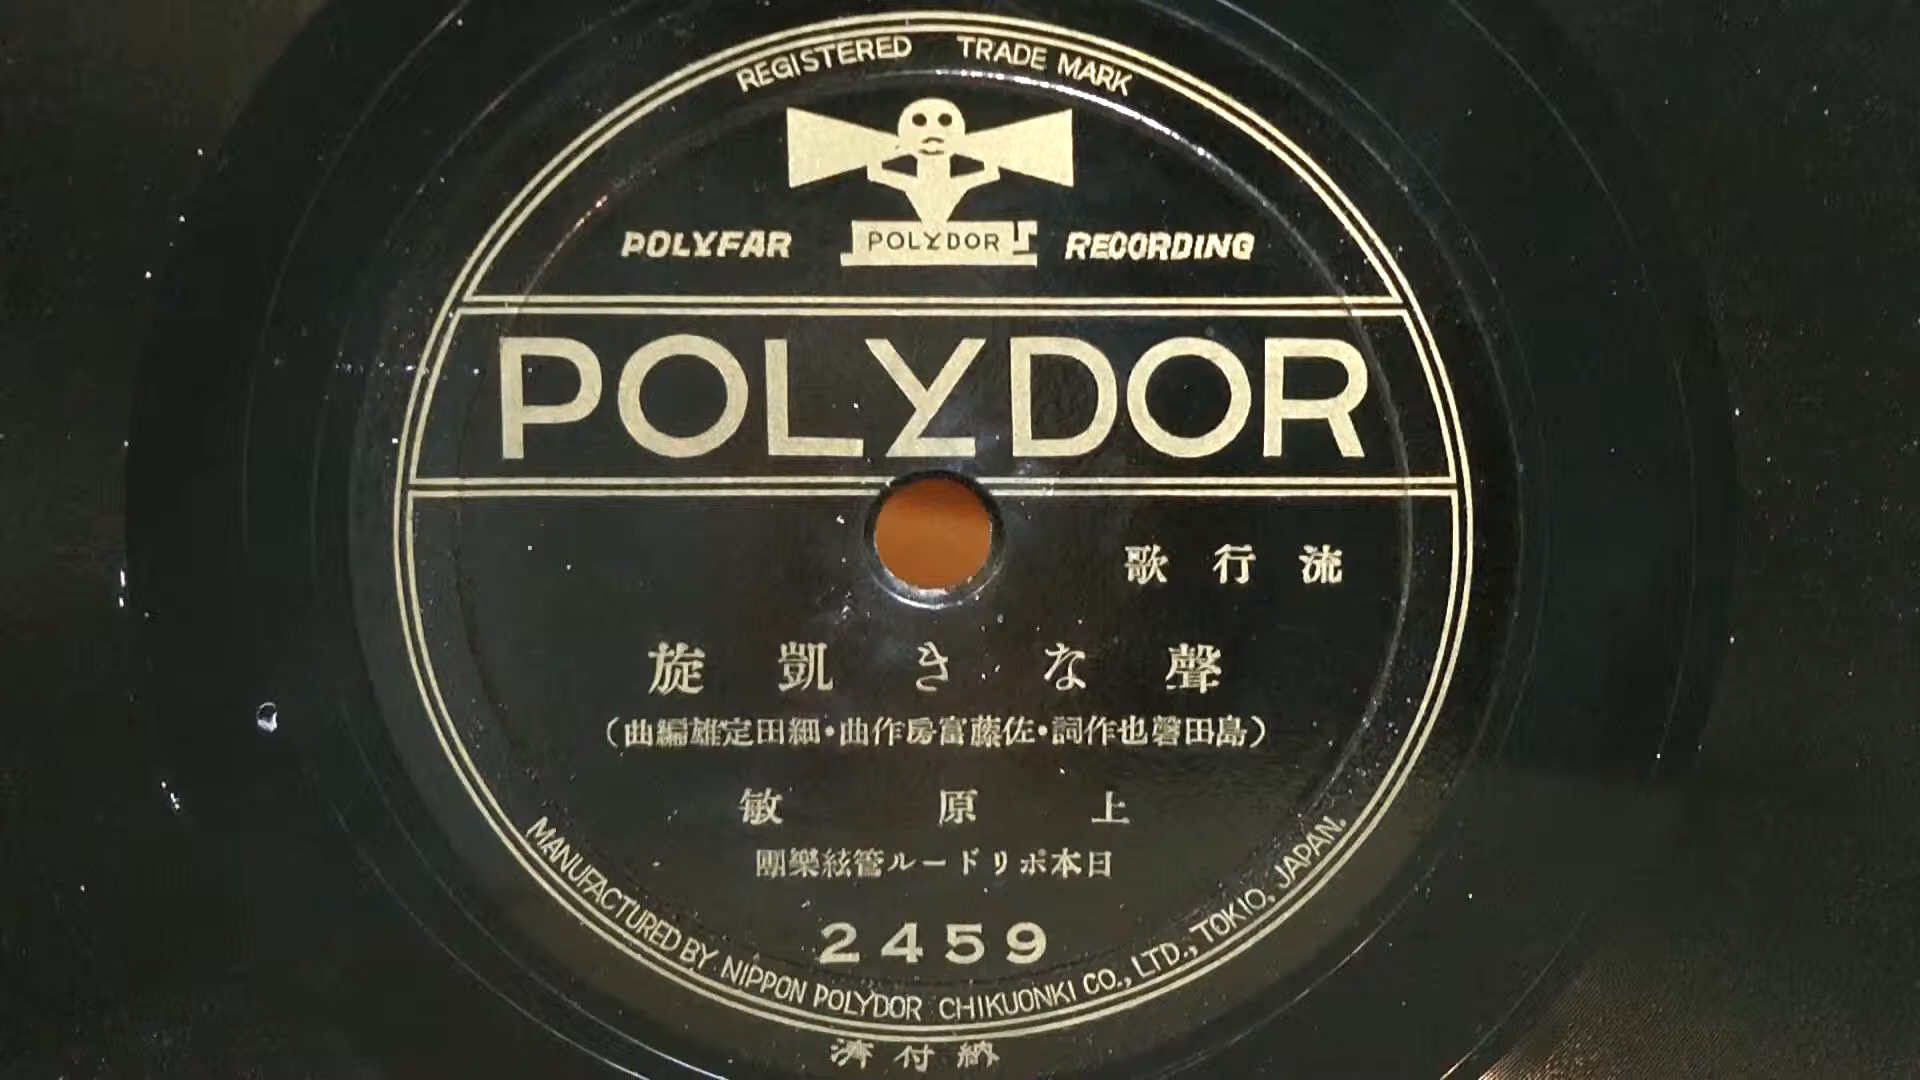 REGISTERED TRADE MARK
POLYFAR POLYDOR RECORDING
POLYDOR
流行歌
聲なき凱旋
(島田磬也作詞・佐藤富房作曲・細田定雄編曲)
上原敏
日本ポリドール管絃樂團
2459
MANUFACTURED BY NIPPON POLYDOR CHIKUONKI CO., LTD., TOKIO, JAPAN.
納付濟